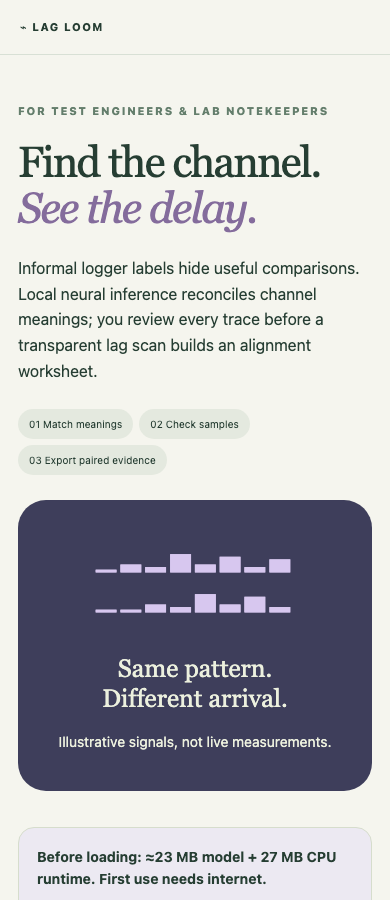 LAG LOOM
FOR TEST ENGINEERS & LAB NOTEKEEPERS
Find the channel.
See the delay.
Informal logger labels hide useful comparisons.
Local neural inference reconciles channel
meanings; you review every trace before a
transparent lag scan builds an alignment
worksheet.
01 Match meanings
02 Check samples
03 Export paired evidence
Same pattern.
Different arrival.
Illustrative signals, not live measurements.
Before loading: ≈23 MB model + 27 MB CPU
runtime. First use needs internet.